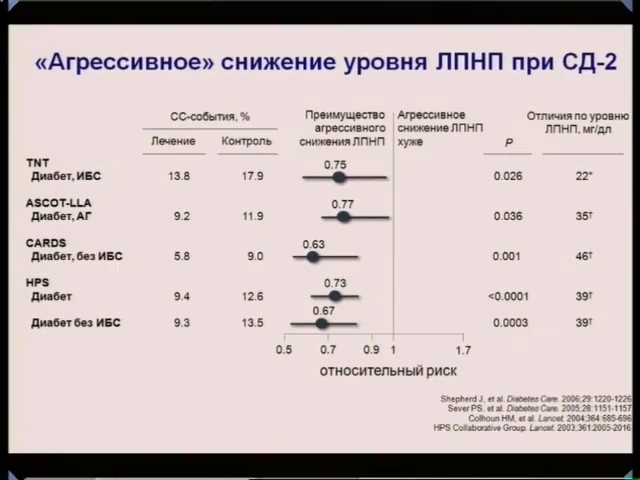 «Агрессивное» снижение уровня ЛПНП при СД-2
СС-события, %
Лечение Контроль
Преимущество
агрессивного
снижения ЛПНП
Агрессивное
снижение ЛПНП
хуже
P
Отличия по уровню
ЛПНП, мг/дл
TNT
Диабет, ИБС 13.8 17.9 0.75 0.026 22*
ASCOT-LLA
Диабет, АГ 9.2 11.9 0.77 0.036 35†
CARDS
Диабет, без ИБС 5.8 9.0 0.63 0.001 46†
HPS
Диабет 9.4 12.6 0.73 <0.0001 39†
Диабет без ИБС 9.3 13.5 0.67 0.0003 39†
0.5 0.7 0.9 1 1.7
относительный риск
Shepherd J, et al. Diabetes Care. 2006;29:1220-1226
Sever PS, et al. Diabetes Care. 2005;28:1151-1157
Colhoun HM, et al. Lancet. 2004;364:685-696
HPS Collaborative Group. Lancet. 2003;361:2005-2016